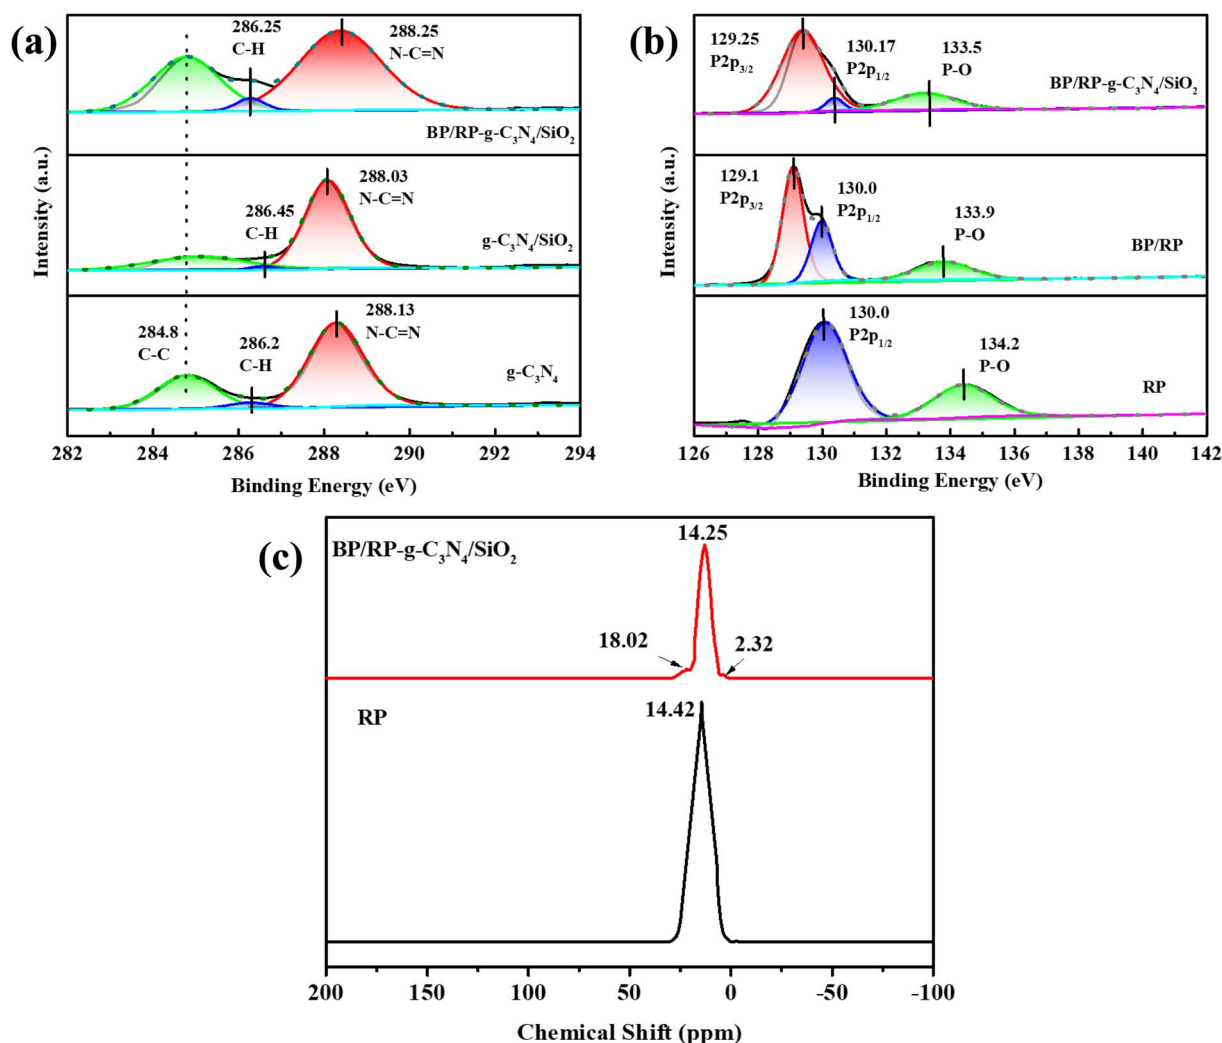 (a)
286.25
C-H
288.25
N-C=N
BP/RP-g-C₃N₄/SiO₂
288.03
N-C=N
286.45
C-H
g-C₃N₄/SiO₂
284.8
C-C
286.2
C-H
288.13
N-C=N
g-C₃N₄
Intensity (a.u.)
282 284 286 288 290 292 294
Binding Energy (eV)
(b)
129.25
P2p₃/₂
130.17
P2p₁/₂
133.5
P-O
BP/RP-g-C₃N₄/SiO₂
129.1
P2p₃/₂
130.0
P2p₁/₂
133.9
P-O
BP/RP
130.0
P2p₁/₂
134.2
P-O
RP
Intensity (a.u.)
126 128 130 132 134 136 138 140 142
Binding Energy (eV)
(c)
BP/RP-g-C₃N₄/SiO₂
14.25
18.02
2.32
RP
14.42
200 150 100 50 0 -50 -100
Chemical Shift (ppm)